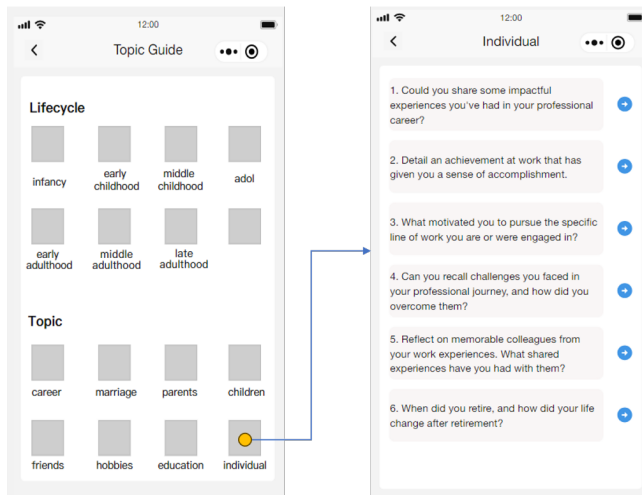 12:00
Topic Guide
Lifecycle
infancy
early
childhood
middle
childhood
adol
early
adulthood
middle
adulthood
late
adulthood
Topic
career
marriage
parents
children
friends
hobbies
education
individual
12:00
Individual
1. Could you share some impactful
experiences you've had in your professional
career?
2. Detail an achievement at work that has
given you a sense of accomplishment.
3. What motivated you to pursue the specific
line of work you are or were engaged in?
4. Can you recall challenges you faced in
your professional journey, and how did you
overcome them?
5. Reflect on memorable colleagues from
your work experiences. What shared
experiences have you had with them?
6. When did you retire, and how did your life
change after retirement?